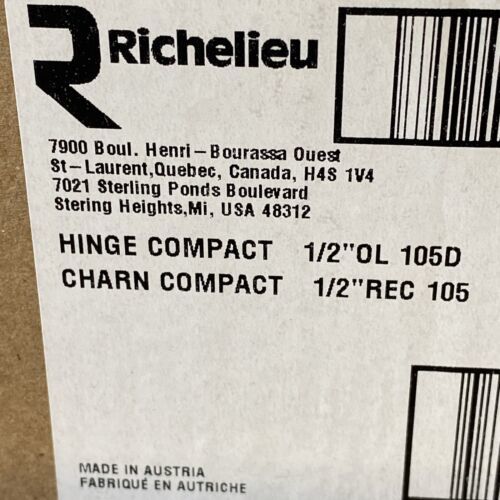 Richelieu
7900 Boul. Henri-Bourassa Ouest
St-Laurent,Quebec, Canada, H4S 1V4
7021 Sterling Ponds Boulevard
Stering Heights,Mi, USA 48312
HINGE COMPACT 1/2"OL 105D
CHARN COMPACT 1/2"REC 105
MADE IN AUSTRIA
FABRIQUÉ EN AUTRICHE